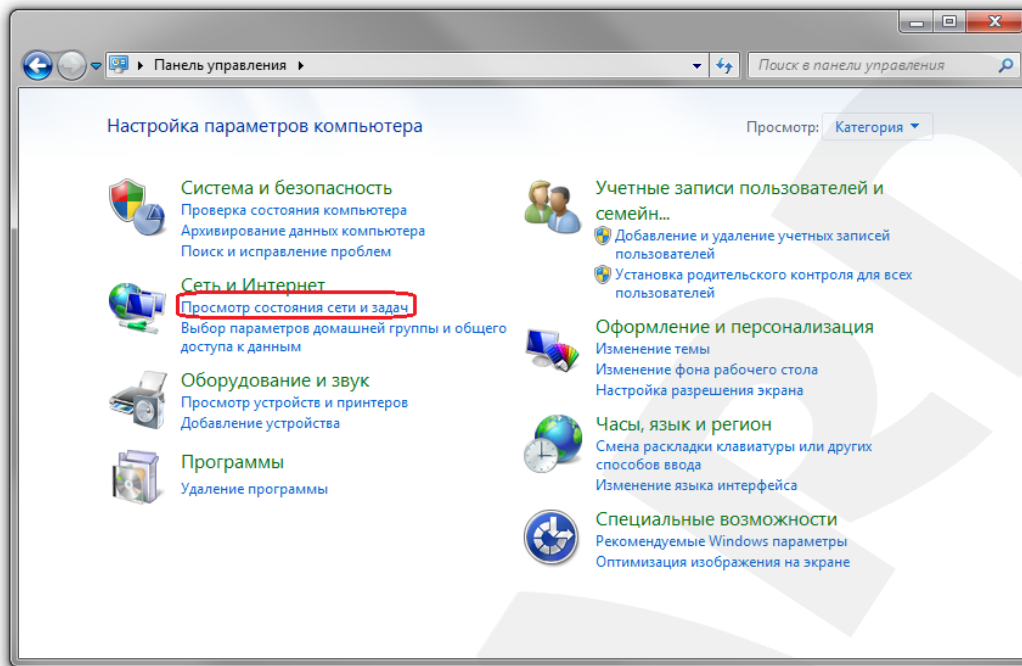 Панель управления
Поиск в панели управления
Настройка параметров компьютера
Просмотр: Категория
Система и безопасность
Проверка состояния компьютера
Архивирование данных компьютера
Поиск и исправление проблем
Сеть и Интернет
Просмотр состояния сети и задач
Выбор параметров домашней группы и общего
доступа к данным
Оборудование и звук
Просмотр устройств и принтеров
Добавление устройства
Программы
Удаление программы
Учетные записи пользователей и
семейн...
Добавление и удаление учетных записей
пользователей
Установка родительского контроля для всех
пользователей
Оформление и персонализация
Изменение темы
Изменение фона рабочего стола
Настройка разрешения экрана
Часы, язык и регион
Смена раскладки клавиатуры или других
способов ввода
Изменение языка интерфейса
Специальные возможности
Рекомендуемые Windows параметры
Оптимизация изображения на экране